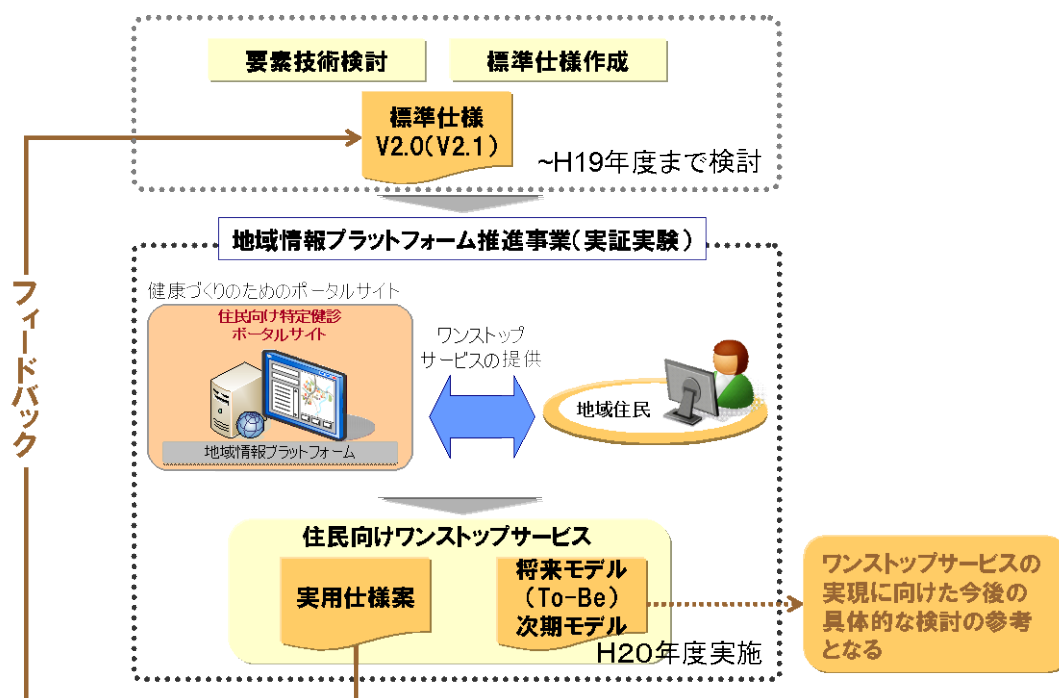 要素技術検討
標準仕様作成
標準仕様
V2.0(V2.1)
~H19年度まで検討
地域情報プラットフォーム推進事業(実証実験)
健康づくりのためのポータルサイト
住民向け特定健診
ポータルサイト
地域情報プラットフォーム
ワンストップ
サービスの提供
地域住民
フィードバック
住民向けワンストップサービス
実用仕様案
将来モデル
(To-Be)
次期モデル
H20年度実施
ワンストップサービスの
実現に向けた今後の
具体的な検討の参考
となる